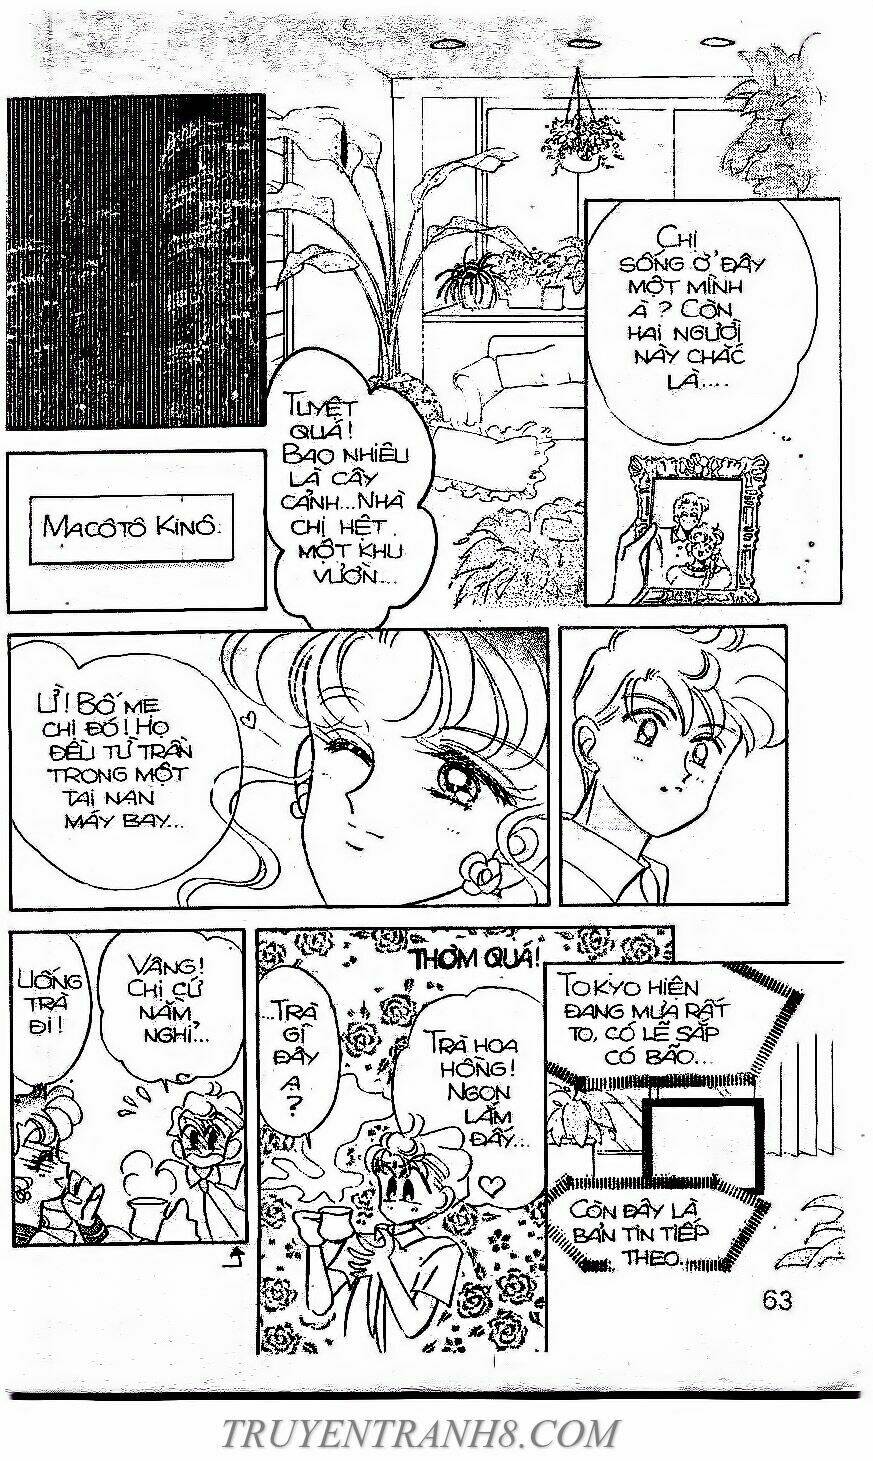 MACÔTÔ KINÔ.
TUYỆT
QUÁ!
BAO NHIÊU
LÀ CÂY
CẢNH...NHÀ
CHỊ HỆT
MỘT KHU
VƯỜN...
CHỊ
SỐNG Ở ĐÂY
MỘT MÌNH
À? CÒN
HAI NGƯỜI
NÀY CHẮC
LÀ....
Ừ! BỐ MẸ
CHỊ ĐÓ! HỌ
ĐỀU TỪ TRẦN
TRONG MỘT
TAI NẠN
MÁY BAY...
UỐNG
TRÀ
ĐI!
VÂNG!
CHỊ CỨ
NẰM
NGHỈ...
THƠM QUÁ!
...TRÀ
GÌ
ĐÂY
Ạ?
TRÀ HOA
HỒNG!
NGON
LẮM
ĐẤY...
TOKYO HIỆN
ĐANG MƯA RẤT
TO, CÓ LẼ SẮP
CÓ BÃO...
CÒN ĐÂY LÀ
BẢN TIN TIẾP
THEO...
63
TRUYENTRANH8.COM